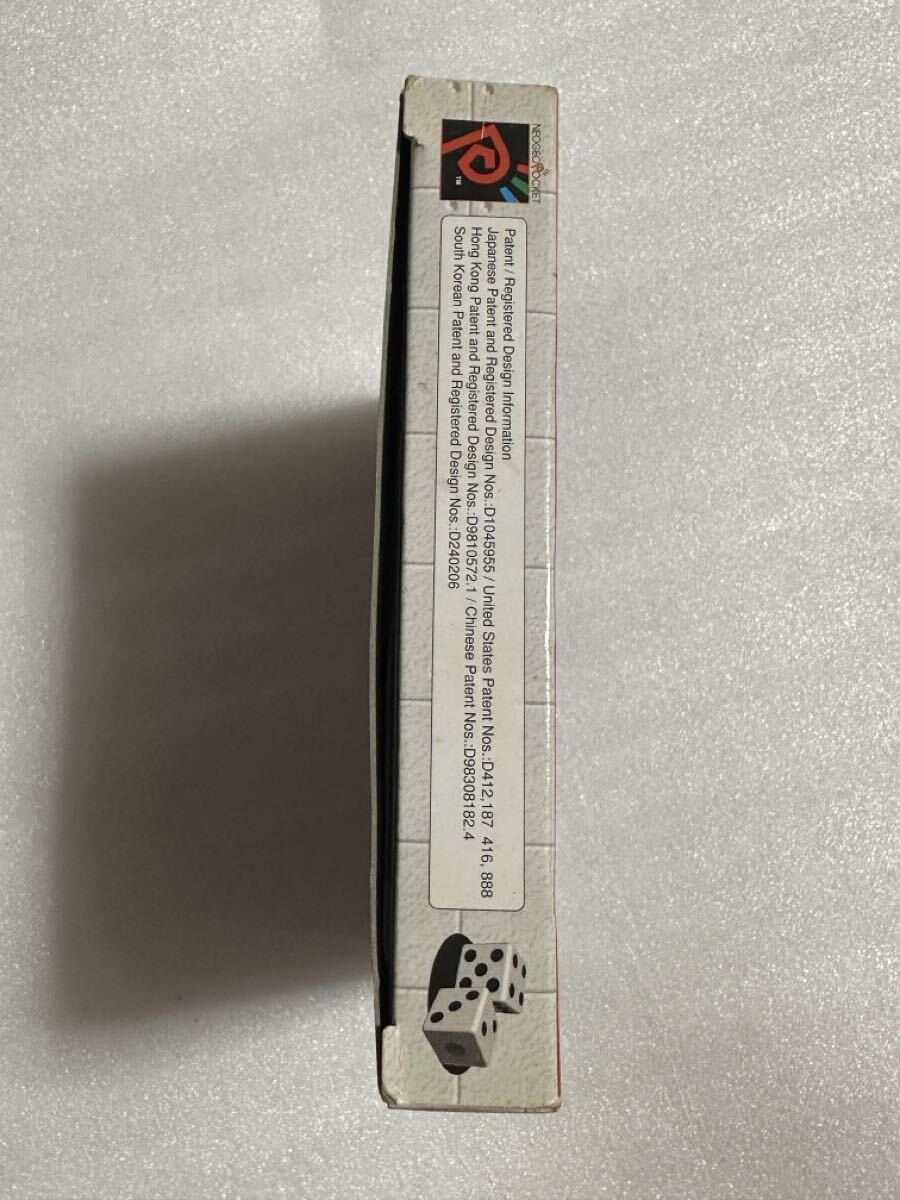 NEOGEO POCKET
TM
Patent / Registered Design Information
Japanese Patent and Registered Design Nos.:D1045955 / United States Patent Nos.:D412,187 416, 888
Hong Kong Patent and Registered Design Nos.:D9810572.1 / Chinese Patent Nos.:D98308182.4
South Korean Patent and Registered Design Nos.:D240206